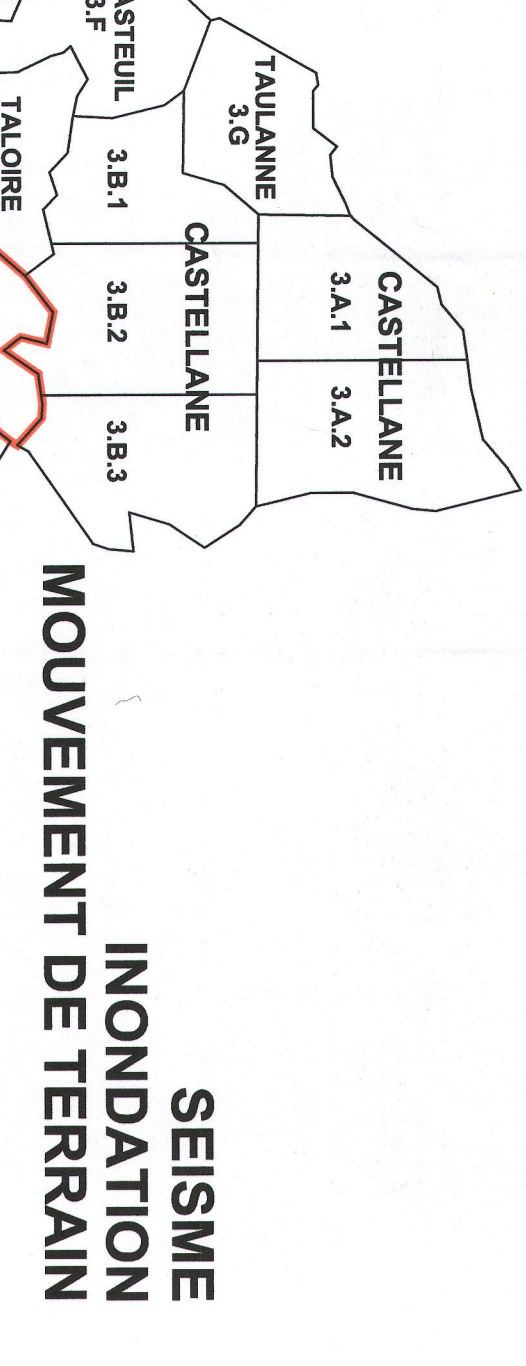 CASTELLANE
3.A.1
3.A.2
TAULANNE
3.G
CASTELLANE
3.B.1
3.B.2
3.B.3
3.F
TALOIRE
SEISME
INONDATION
MOUVEMENT DE TERRAIN